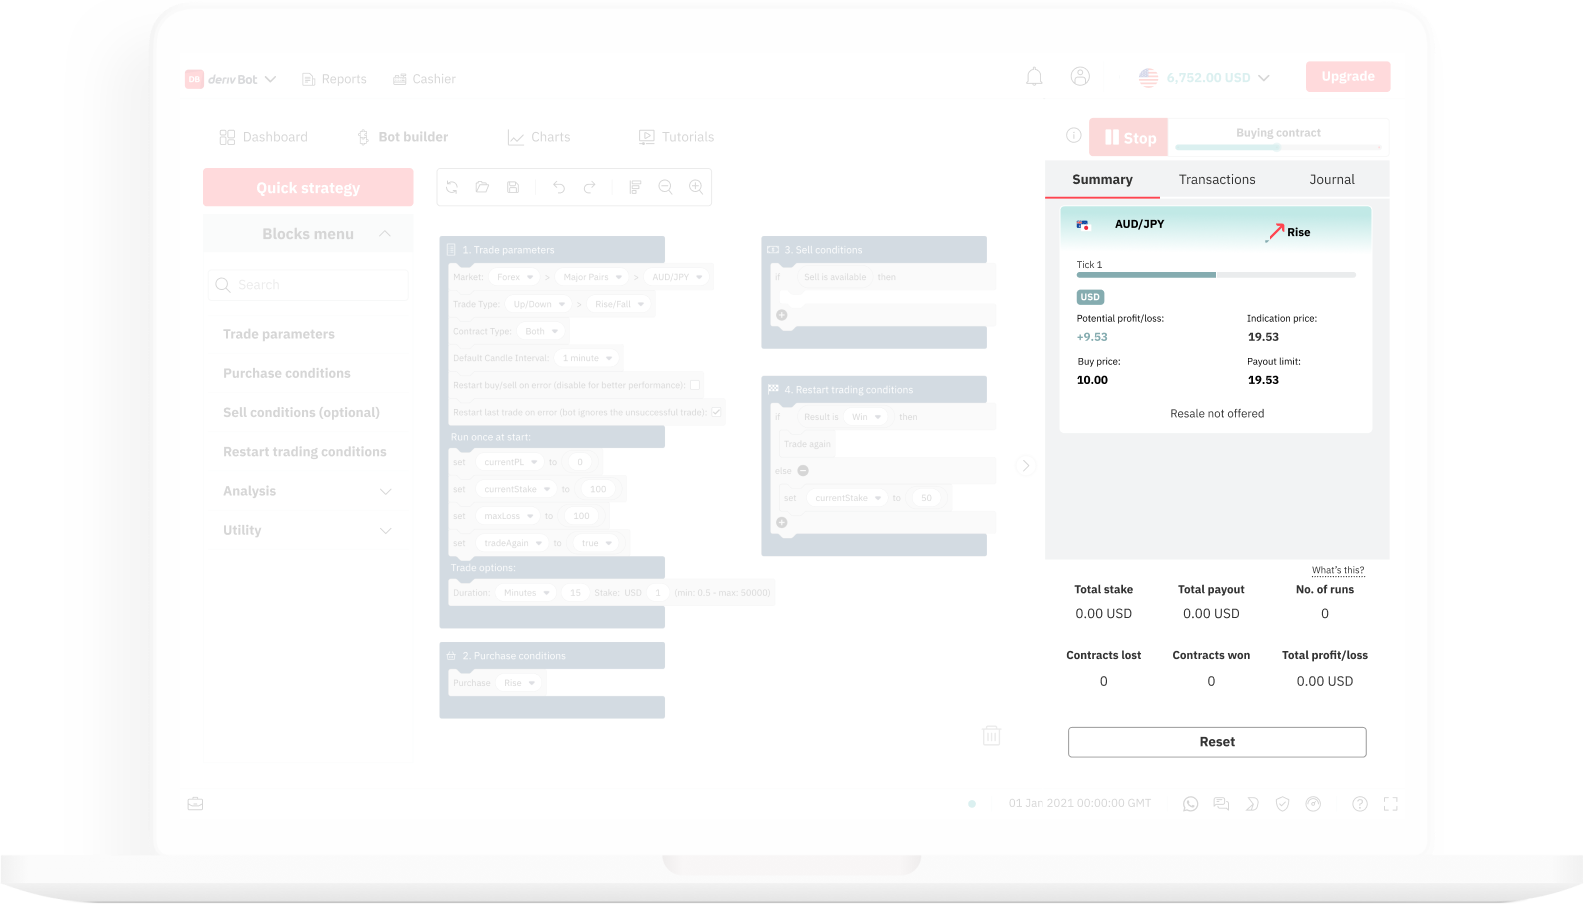 DB deriv Bot
Reports
Cashier
6,752.00 USD
Upgrade
Dashboard
Bot builder
Charts
Tutorials
Stop
Buying contract
Quick strategy
Blocks menu
Search
Trade parameters
Purchase conditions
Sell conditions (optional)
Restart trading conditions
Analysis
Utility
1. Trade parameters
Market: Forex > Major Pairs > AUD/JPY
Trade Type: Up/Down > Rise/Fall
Contract Type: Both
Default Candle Interval: 1 minute
Restart buy/sell on error (disable for better performance):
Restart last trade on error (bot ignores the unsuccessful trade):
Run once at start:
set currentPL to 0
set currentStake to 100
set maxLoss to 100
set tradeAgain to true
Trade options:
Duration: Minutes 15 Stake: USD 1 (min: 0.5 - max: 50000)
2. Purchase conditions
Purchase Rise
3. Sell conditions
if Sell is available then
4. Restart trading conditions
if Result is Win then
Trade again
else
set currentStake to 50
Summary
Transactions
Journal
AUD/JPY
Rise
Tick 1
USD
Potential profit/loss:
Indication price:
+9.53
19.53
Buy price:
Payout limit:
10.00
19.53
Resale not offered
What's this?
Total stake
Total payout
No. of runs
0.00 USD
0.00 USD
0
Contracts lost
Contracts won
Total profit/loss
0
0
0.00 USD
Reset
01 Jan 2021 00:00:00 GMT